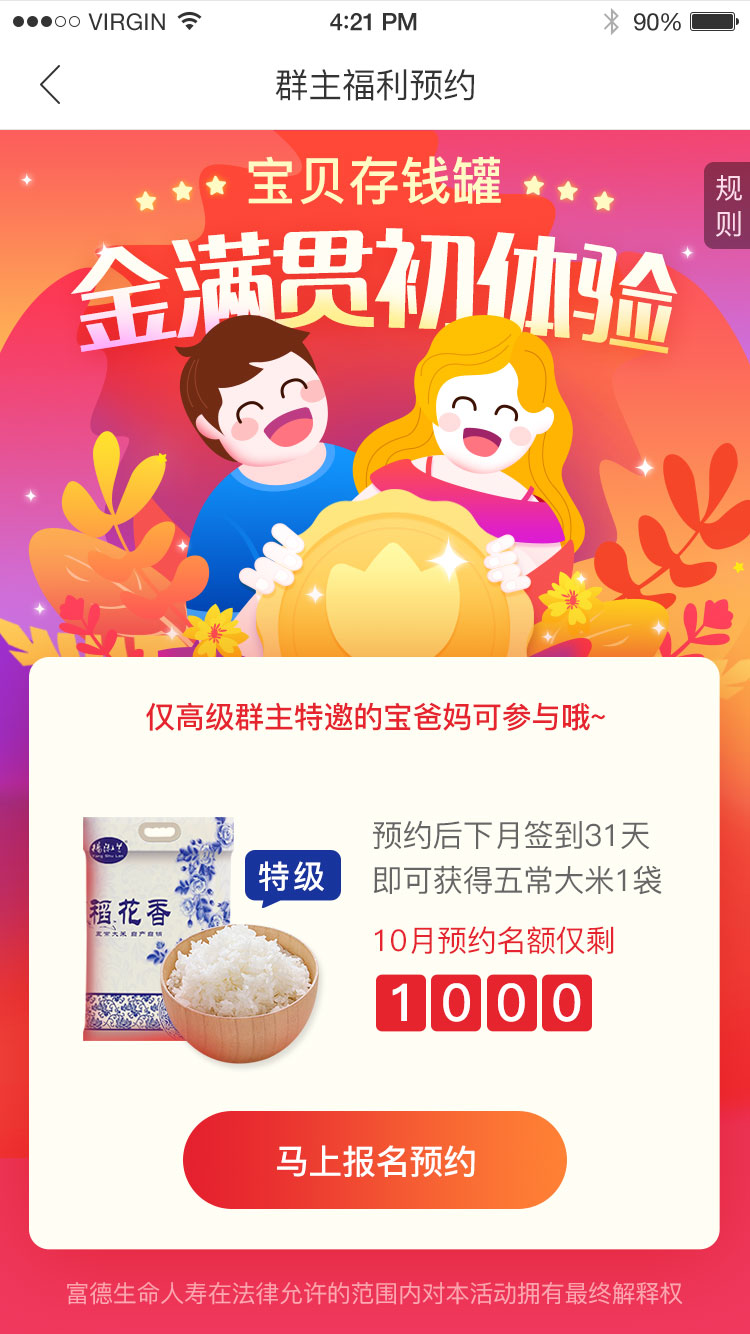 VIRGIN 4:21 PM 90%
群主福利预约
宝贝存钱罐
规则
金满贯初体验
仅高级群主特邀的宝爸妈可参与哦~
预约后下月签到31天
即可获得五常大米1袋
特级
稻花香
10月预约名额仅剩
1000
马上报名预约
富德生命人寿在法律允许的范围内对本活动拥有最终解释权